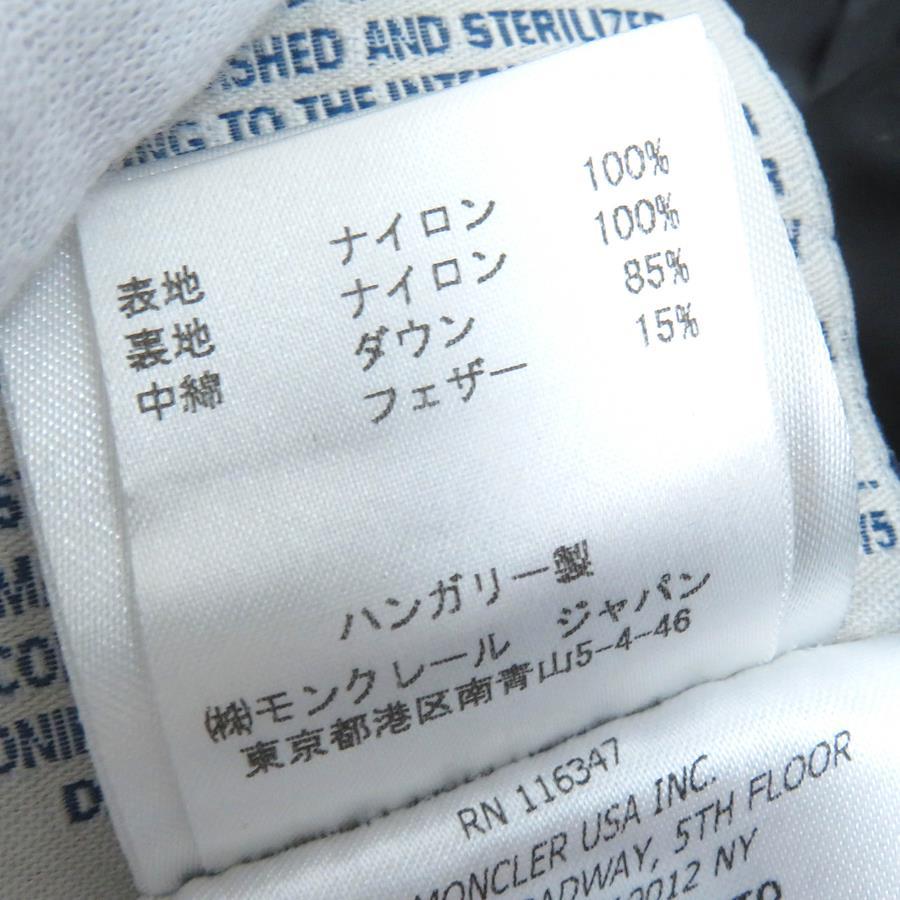 SHED AND STERILIZED
TO THE
表地 ナイロン 100%
裏地 ナイロン 100%
中綿 ダウン 85%
フェザー 15%
ハンガリー製
㈱モンクレール ジャパン
東京都港区南青山5-4-46
RN 116347
MONCLER USA INC.
ADWAY, 5TH FLOOR
2012 NY